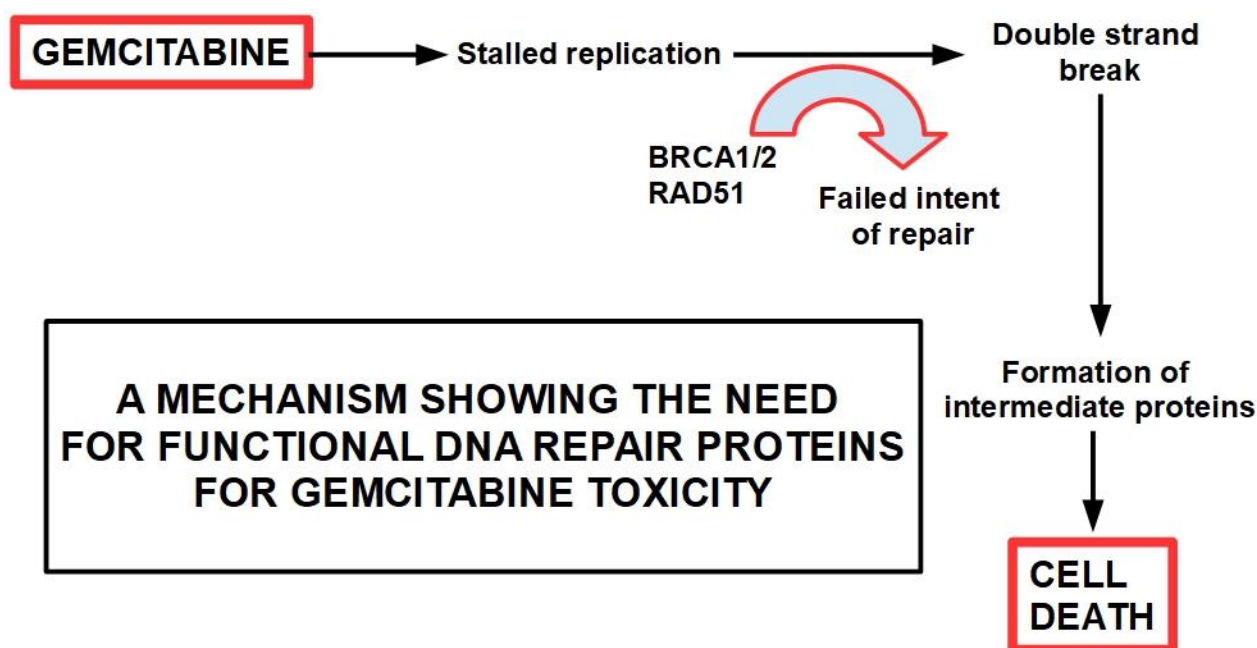 GEMCITABINE
Stalled replication
Double strand
break
BRCA1/2
RAD51
Failed intent
of repair
Formation of
intermediate proteins
A MECHANISM SHOWING THE NEED
FOR FUNCTIONAL DNA REPAIR PROTEINS
FOR GEMCITABINE TOXICITY
CELL
DEATH